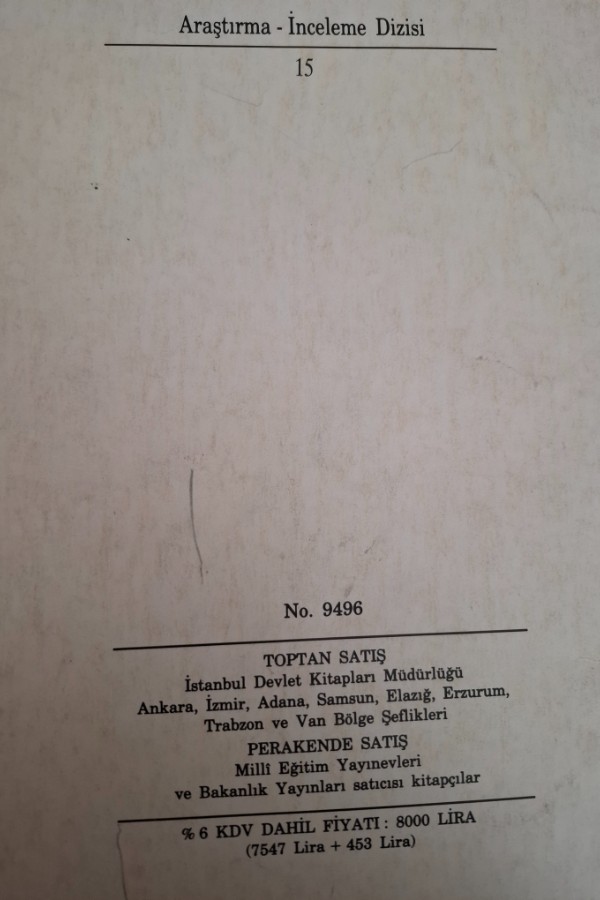 Araştırma - İnceleme Dizisi
15
No. 9496
TOPTAN SATIŞ
İstanbul Devlet Kitapları Müdürlüğü
Ankara, İzmir, Adana, Samsun, Elazığ, Erzurum,
Trabzon ve Van Bölge Şeflikleri
PERAKENDE SATIŞ
Millî Eğitim Yayınevleri
ve Bakanlık Yayınları satıcısı kitapçılar
% 6 KDV DAHİL FİYATI : 8000 LİRA
(7547 Lira + 453 Lira)